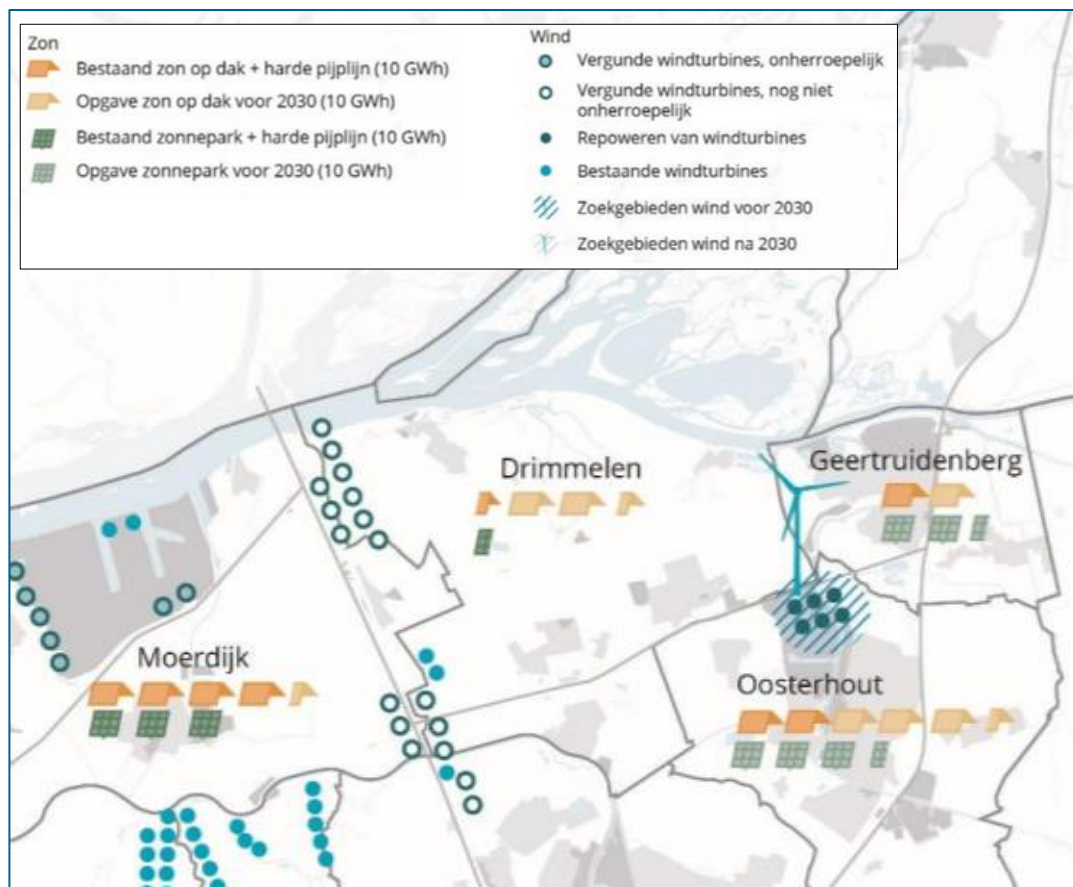 Zon
Bestaand zon op dak + harde pijplijn (10 GWh)
Opgave zon op dak voor 2030 (10 GWh)
Bestaand zonnepark + harde pijplijn (10 GWh)
Opgave zonnepark voor 2030 (10 GWh)
Wind
Vergunde windturbines, onherroepelijk
Vergunde windturbines, nog niet
onherroepelijk
Repoweren van windturbines
Bestaande windturbines
Zoekgebieden wind voor 2030
Zoekgebieden wind na 2030
Geertruidenberg
Drimmelen
Moerdijk
Oosterhout